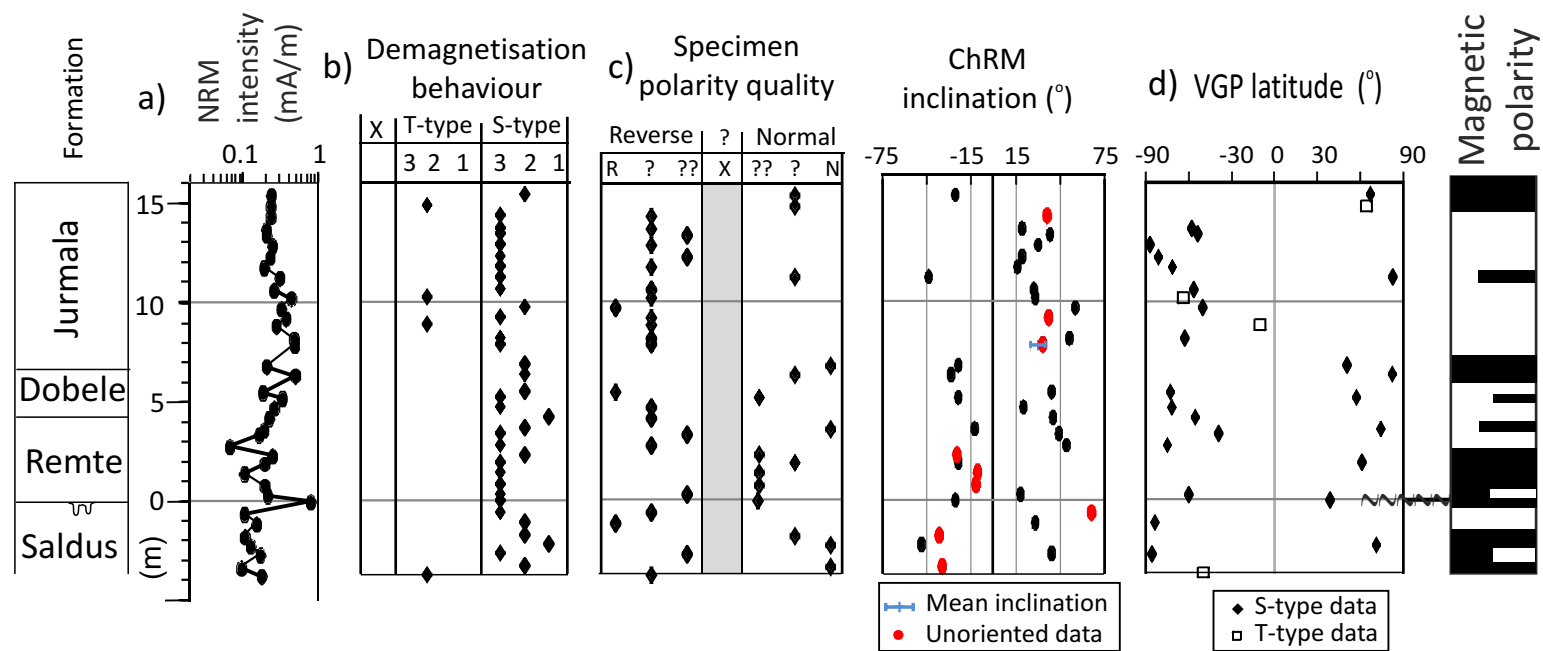 Formation
a)
NRM
intensity
(mA/m)
0.1 1
b)
Demagnetisation
behaviour
X T-type S-type
3 2 1 3 2 1
c)
Specimen
polarity quality
Reverse ? Normal
R ? ?? X ?? ? N
ChRM
inclination (o)
-75 -15 15 75
d) VGP latitude (o)
-90 -30 0 30 90
Magnetic
polarity
Jurmala
Dobele
Remte
Saldus
15
10
5
0
(m)
Mean inclination
Unoriented data
S-type data
T-type data